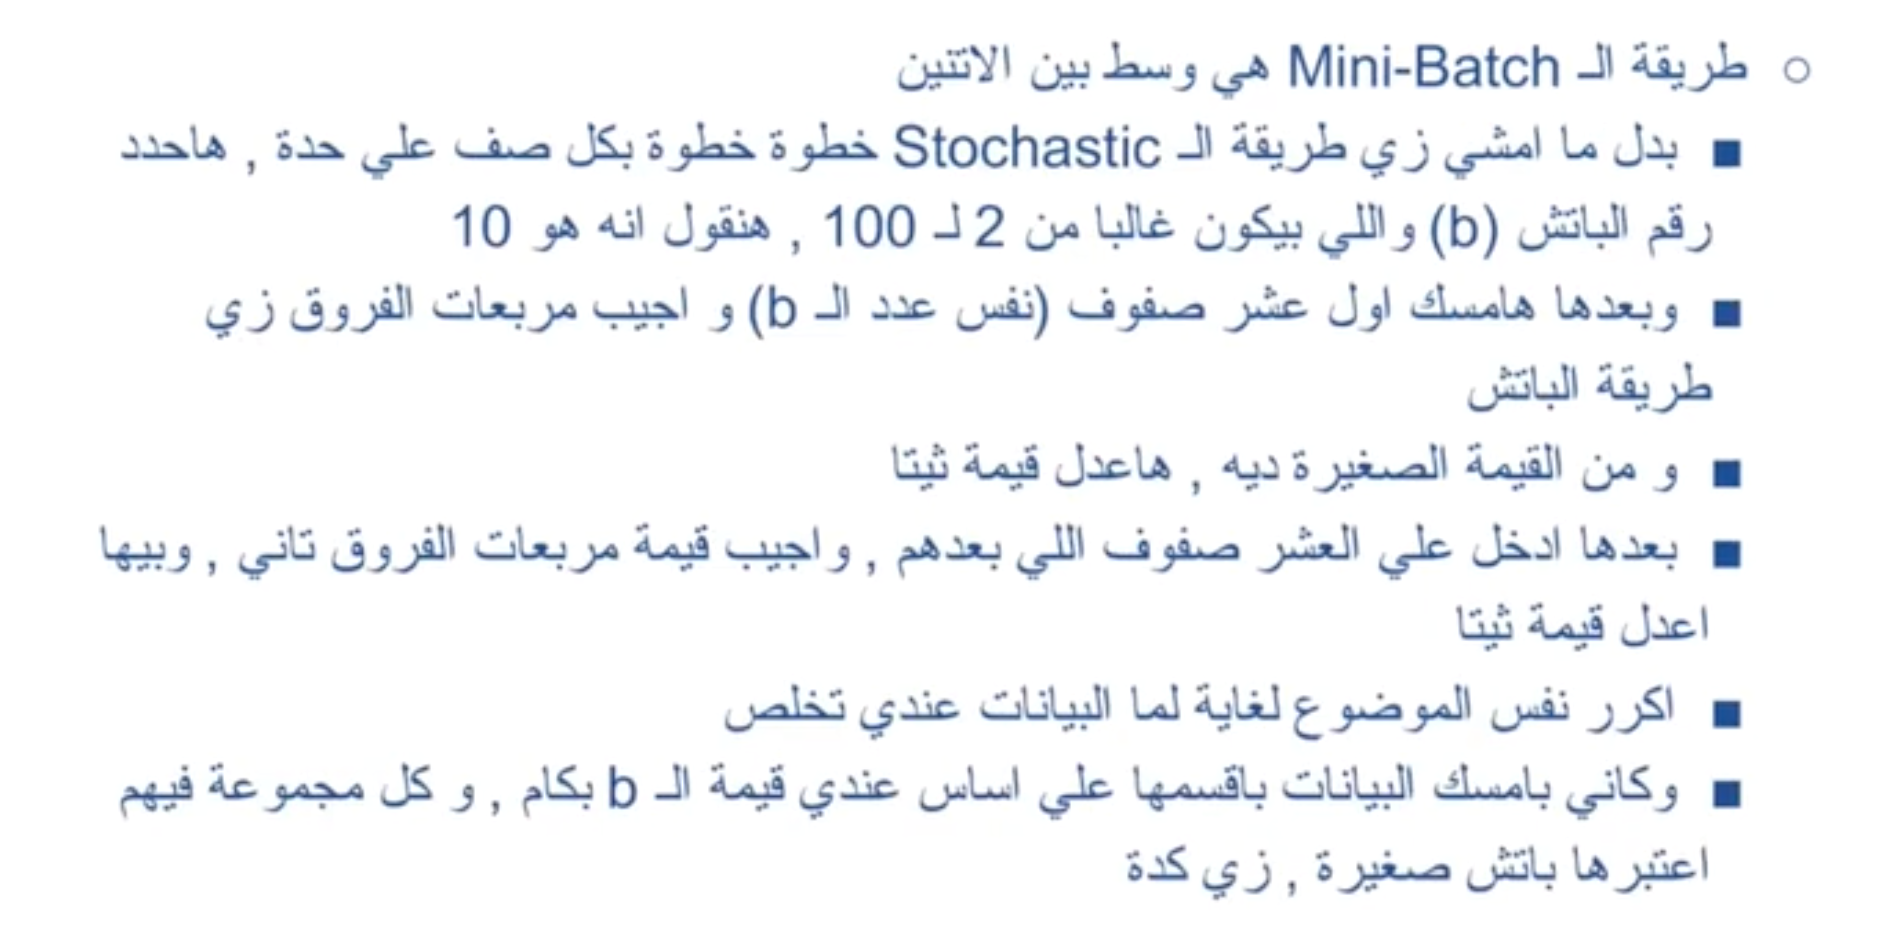 ○ طريقة الـ Mini-Batch هي وسط بين الاتنين
■ بدل ما امشي زي طريقة الـ Stochastic خطوة خطوة بكل صف علي حدة , هاحدد
رقم الباتش (b) و اللي بيكون غالبا من 2 لـ 100 , هنقول انه هو 10
■ وبعدها هامسك اول عشر صفوف (نفس عدد الـ b) و اجيب مربعات الفروق زي
طريقة الباتش
■ و من القيمة الصغيرة ديه , هاعدل قيمة ثيتا
■ بعدها ادخل علي العشر صفوف اللي بعدهم , و اجيب قيمة مربعات الفروق تاني , وبيها
اعدل قيمة ثيتا
■ اكرر نفس الموضوع لغاية لما البيانات عندي تخلص
■ وكاني بامسك البيانات باقسمها علي اساس عندي قيمة الـ b بكام , و كل مجموعة فيهم
اعتبرها باتش صغيرة , زي كدة